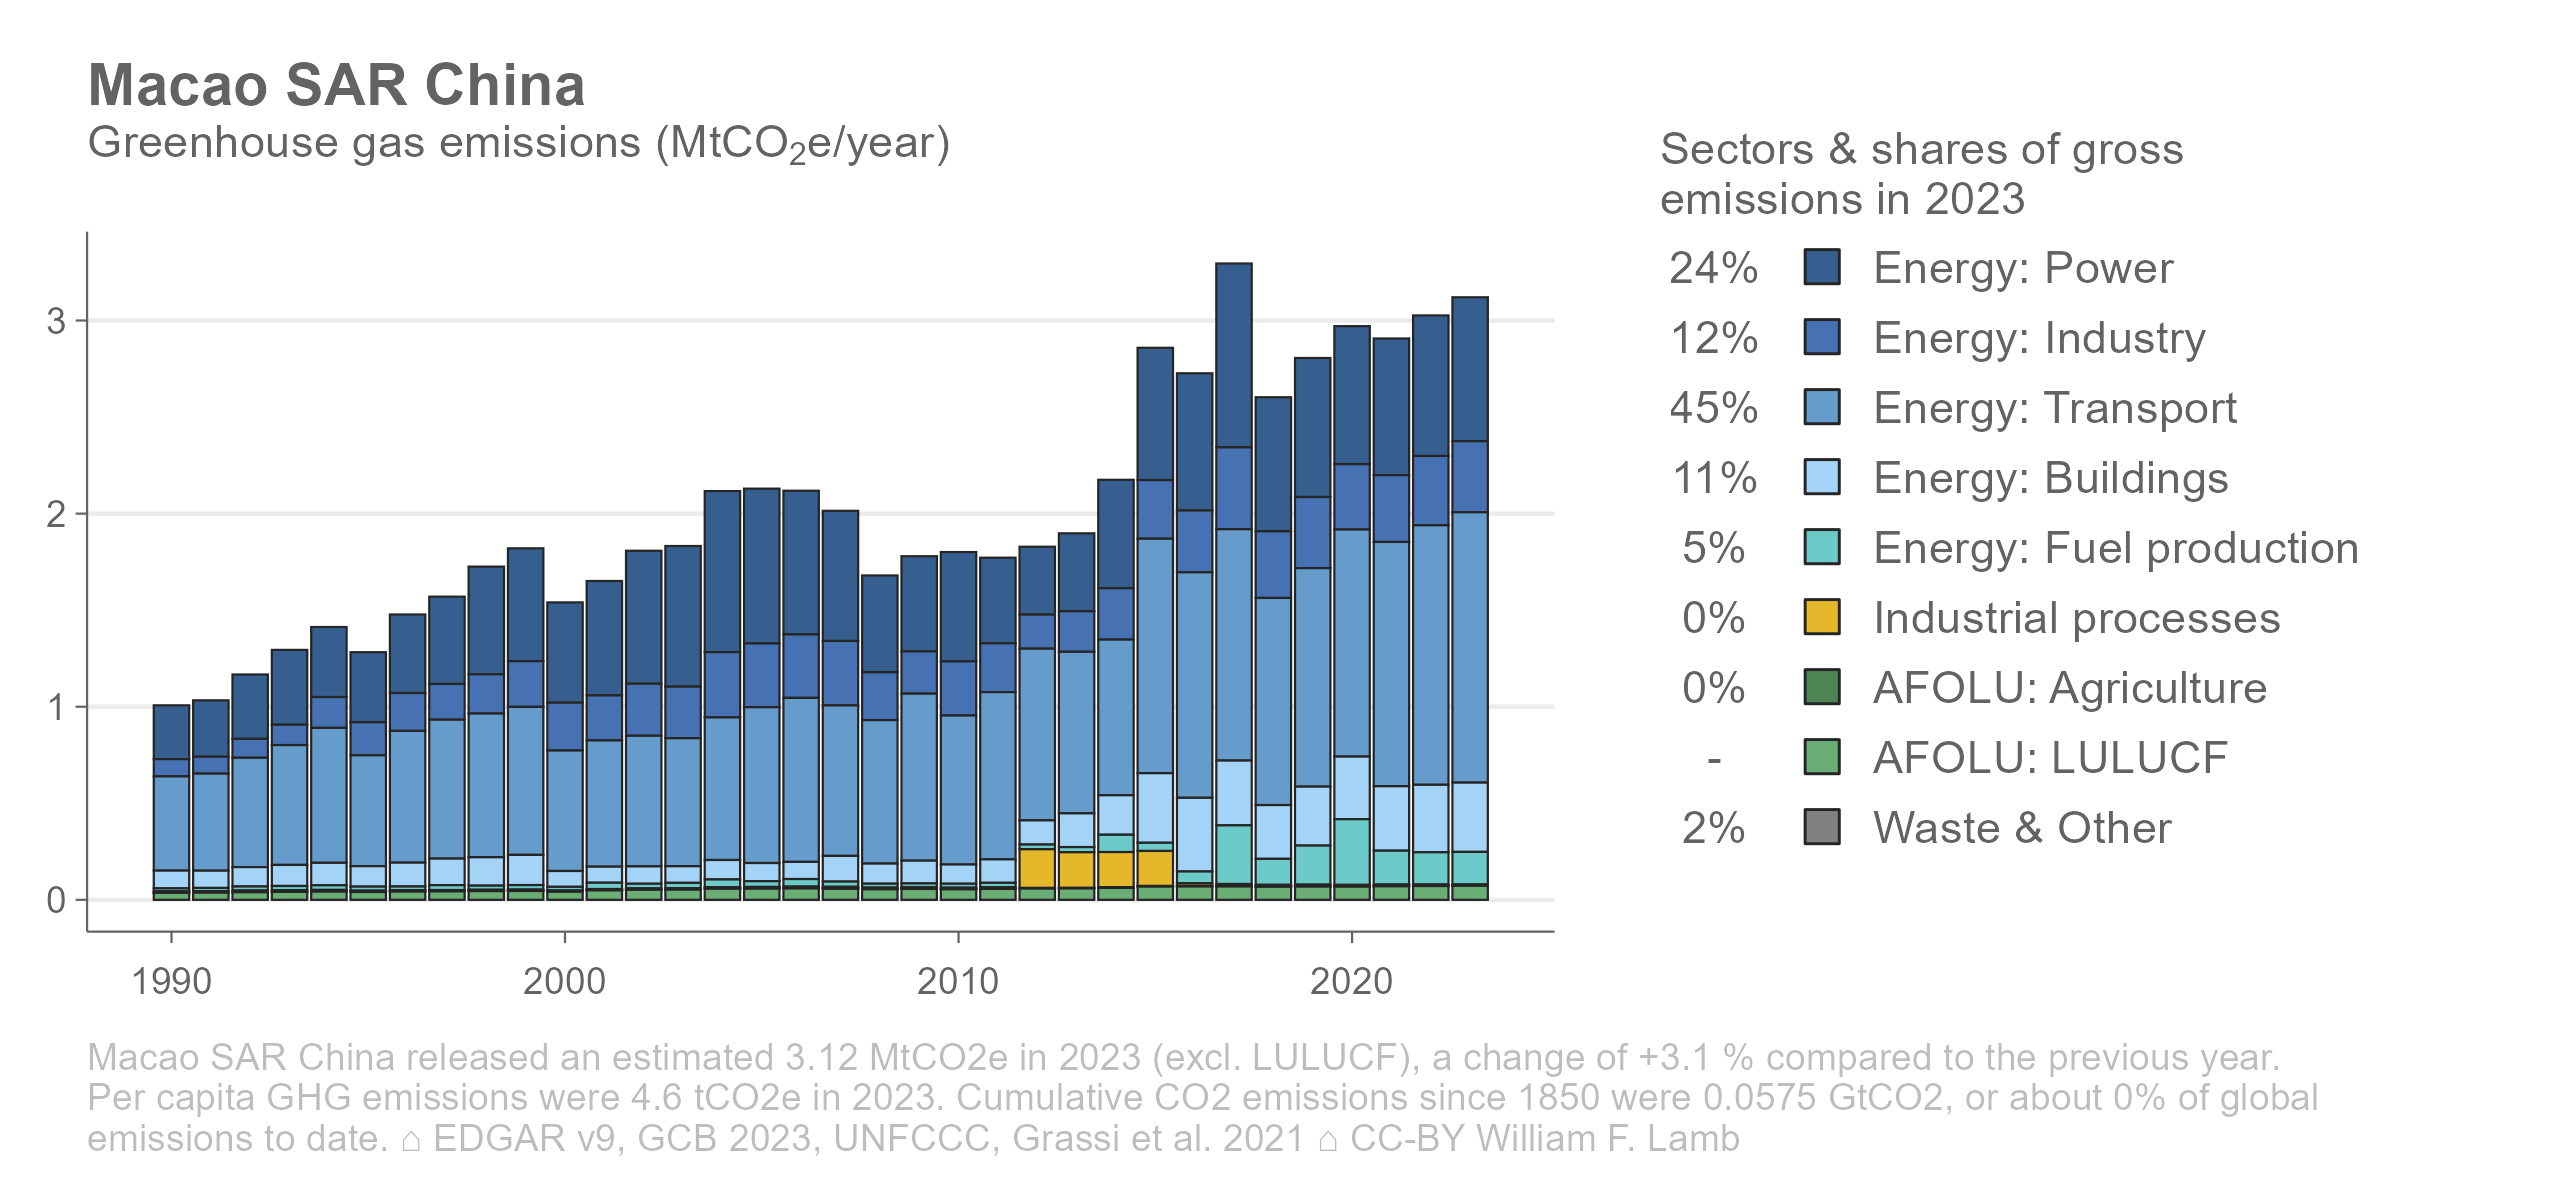 Macao SAR China
Greenhouse gas emissions (MtCO₂e/year)
Sectors & shares of gross
emissions in 2023
24% Energy: Power
12% Energy: Industry
45% Energy: Transport
11% Energy: Buildings
5% Energy: Fuel production
0% Industrial processes
0% AFOLU: Agriculture
- AFOLU: LULUCF
2% Waste & Other
3
2
1
0
1990 2000 2010 2020
Macao SAR China released an estimated 3.12 MtCO2e in 2023 (excl. LULUCF), a change of +3.1 % compared to the previous year.
Per capita GHG emissions were 4.6 tCO2e in 2023. Cumulative CO2 emissions since 1850 were 0.0575 GtCO2, or about 0% of global
emissions to date. ⌂ EDGAR v9, GCB 2023, UNFCCC, Grassi et al. 2021 ⌂ CC-BY William F. Lamb